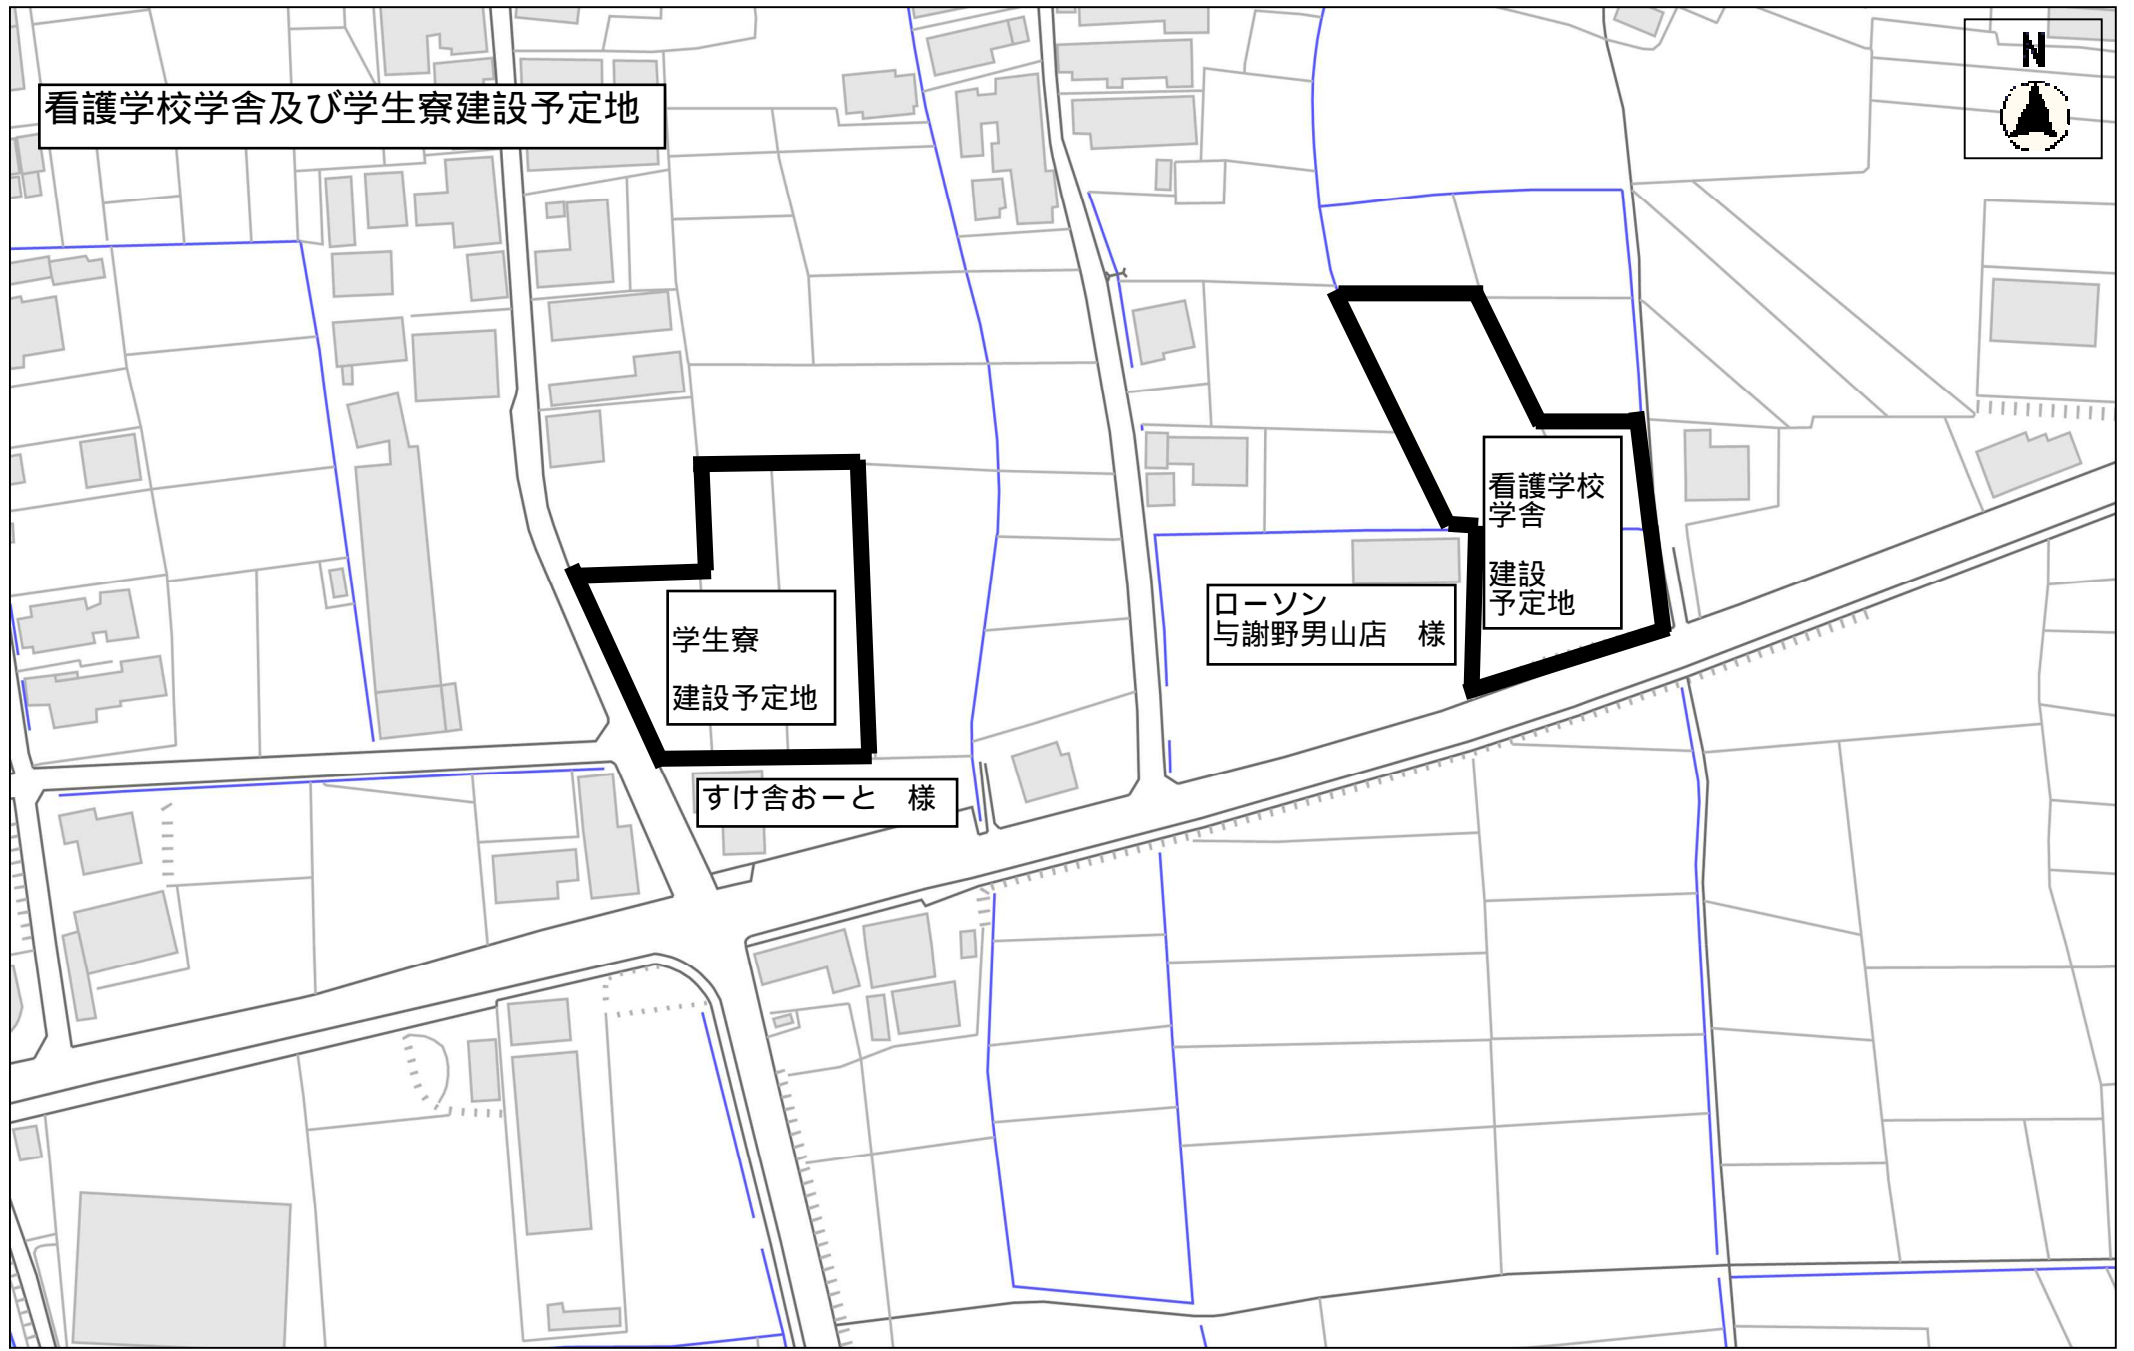 看護学校学舎及び学生寮建設予定地
N
看護学校
学舎
建設
予定地
ローソン
与謝野男山店　様
学生寮
建設予定地
すけ舎おーと　様